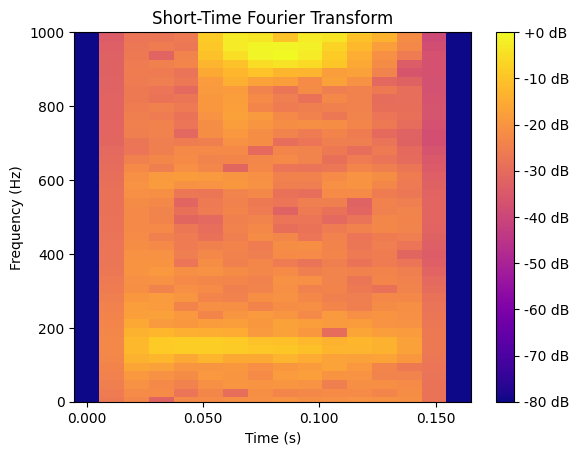 Short-Time Fourier Transform
Frequency (Hz)
1000
800
600
400
200
0
0.000
0.050
0.100
0.150
Time (s)
+0 dB
-10 dB
-20 dB
-30 dB
-40 dB
-50 dB
-60 dB
-70 dB
-80 dB